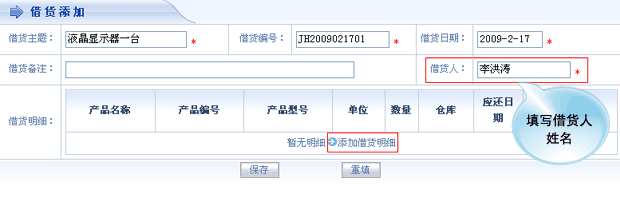 借货添加
借货主题： 液晶显示器一台 * 借货编号： JH2009021701 * 借货日期： 2009-2-17 *
借货备注： 借货人： 李洪涛 *
产品名称 产品编号 产品型号 单位 数量 仓库 应还日期
借货明细：
暂无明细 添加借货明细
填写借货人
姓名
保存 重填